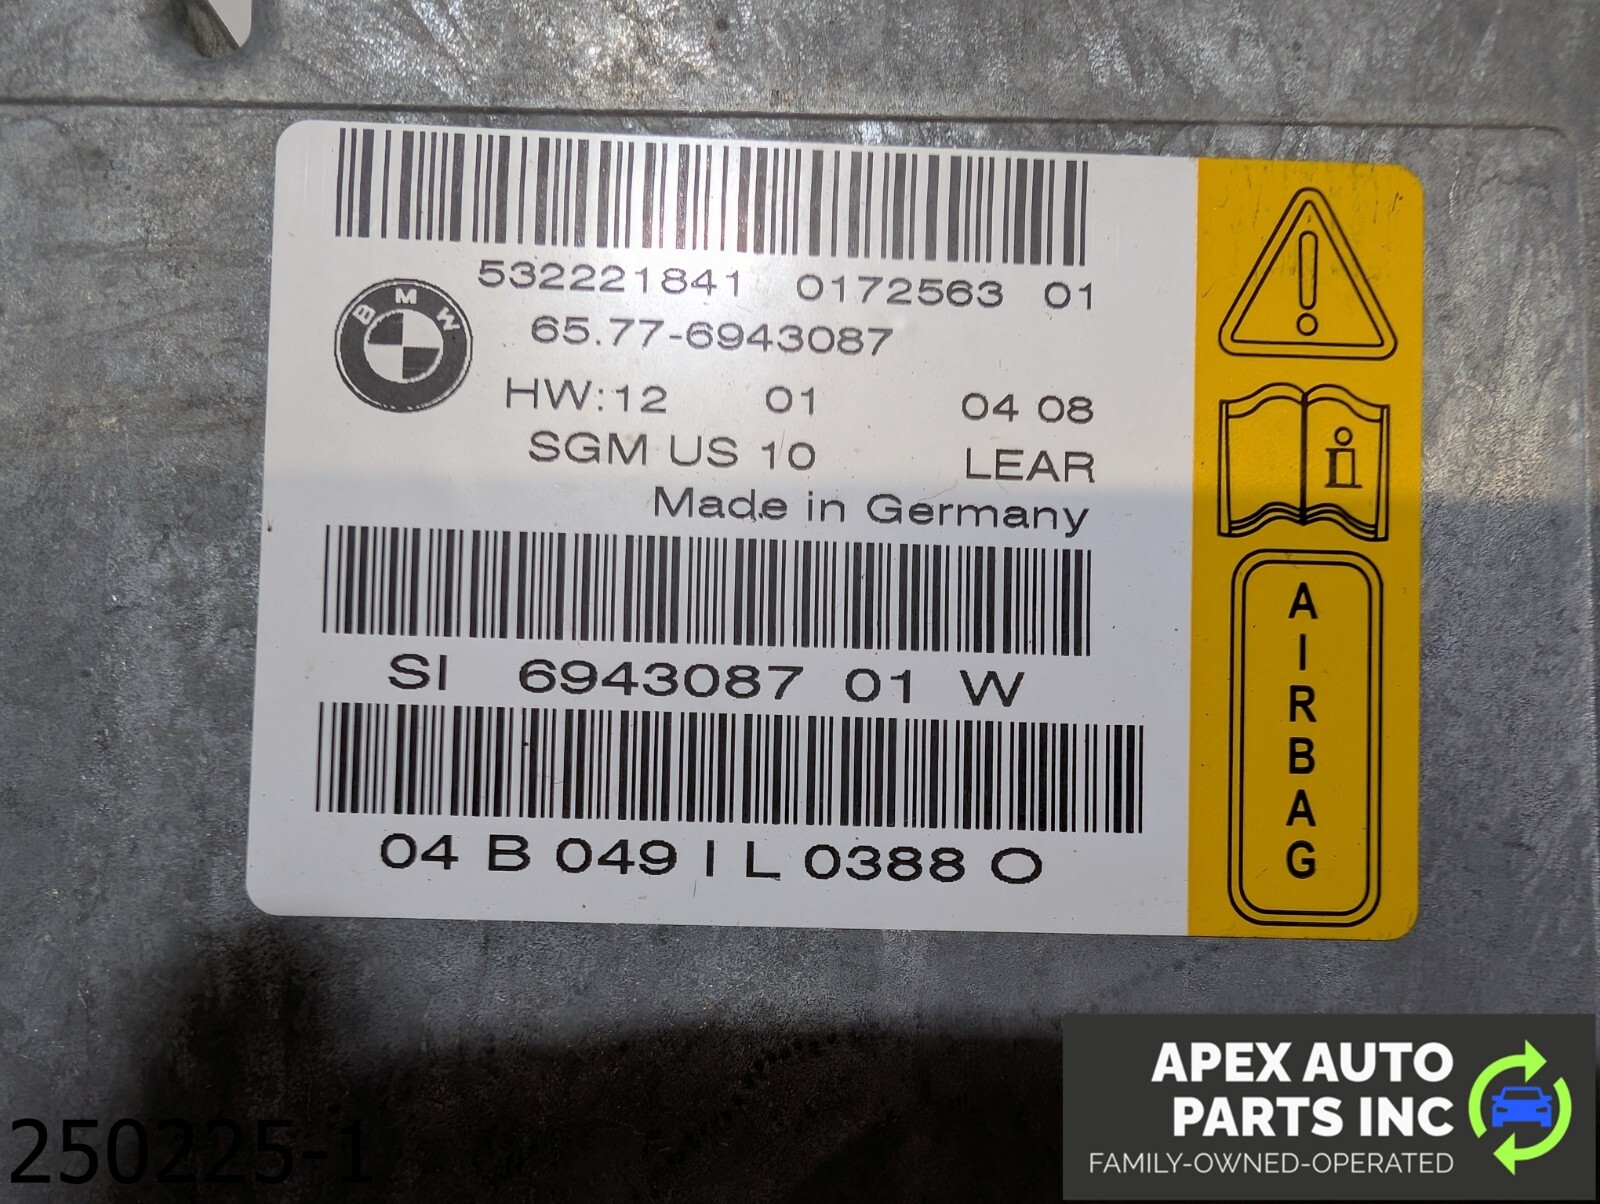 532221841 0172563 01
BMW
65.77-6943087
HW:12 01 04 08
SGM US 10 LEAR
Made in Germany
SI 6943087 01 W
04 B 049 I L 0388 O
AIRBAG
APEX AUTO
PARTS INC
FAMILY-OWNED-OPERATED
250225-1